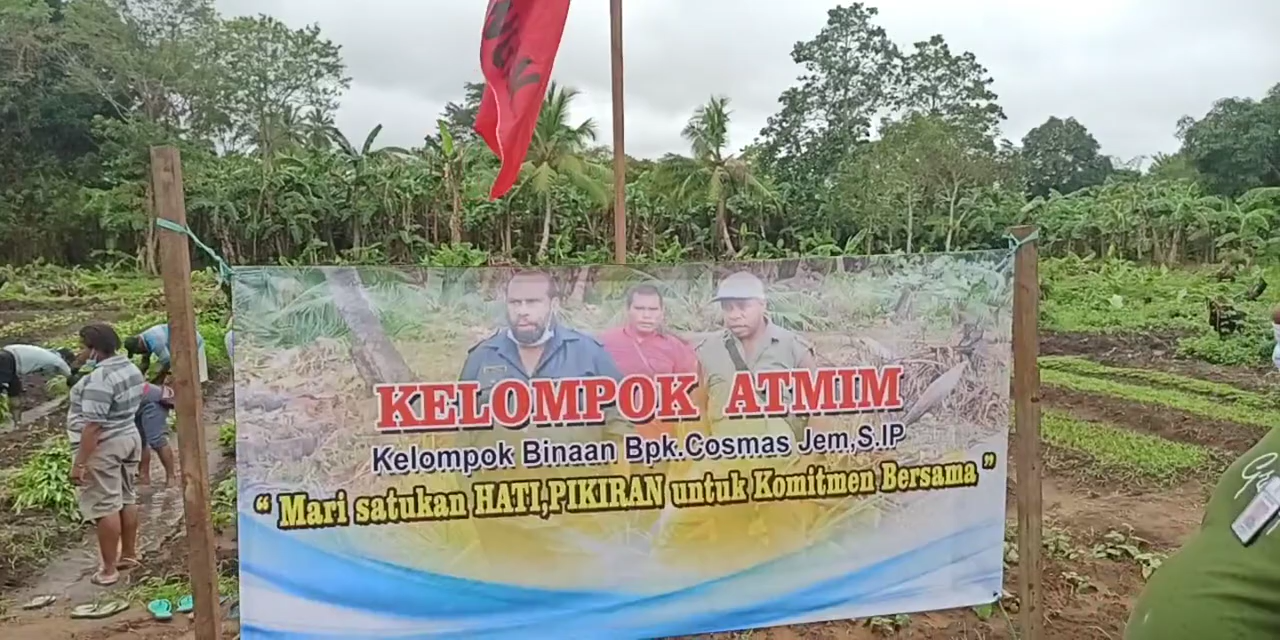 KELOMPOK ATMIM
Kelompok Binaan Bpk.Cosmas Jem,S.IP
“ Mari satukan HATI,PIKIRAN untuk Komitmen Bersama ”